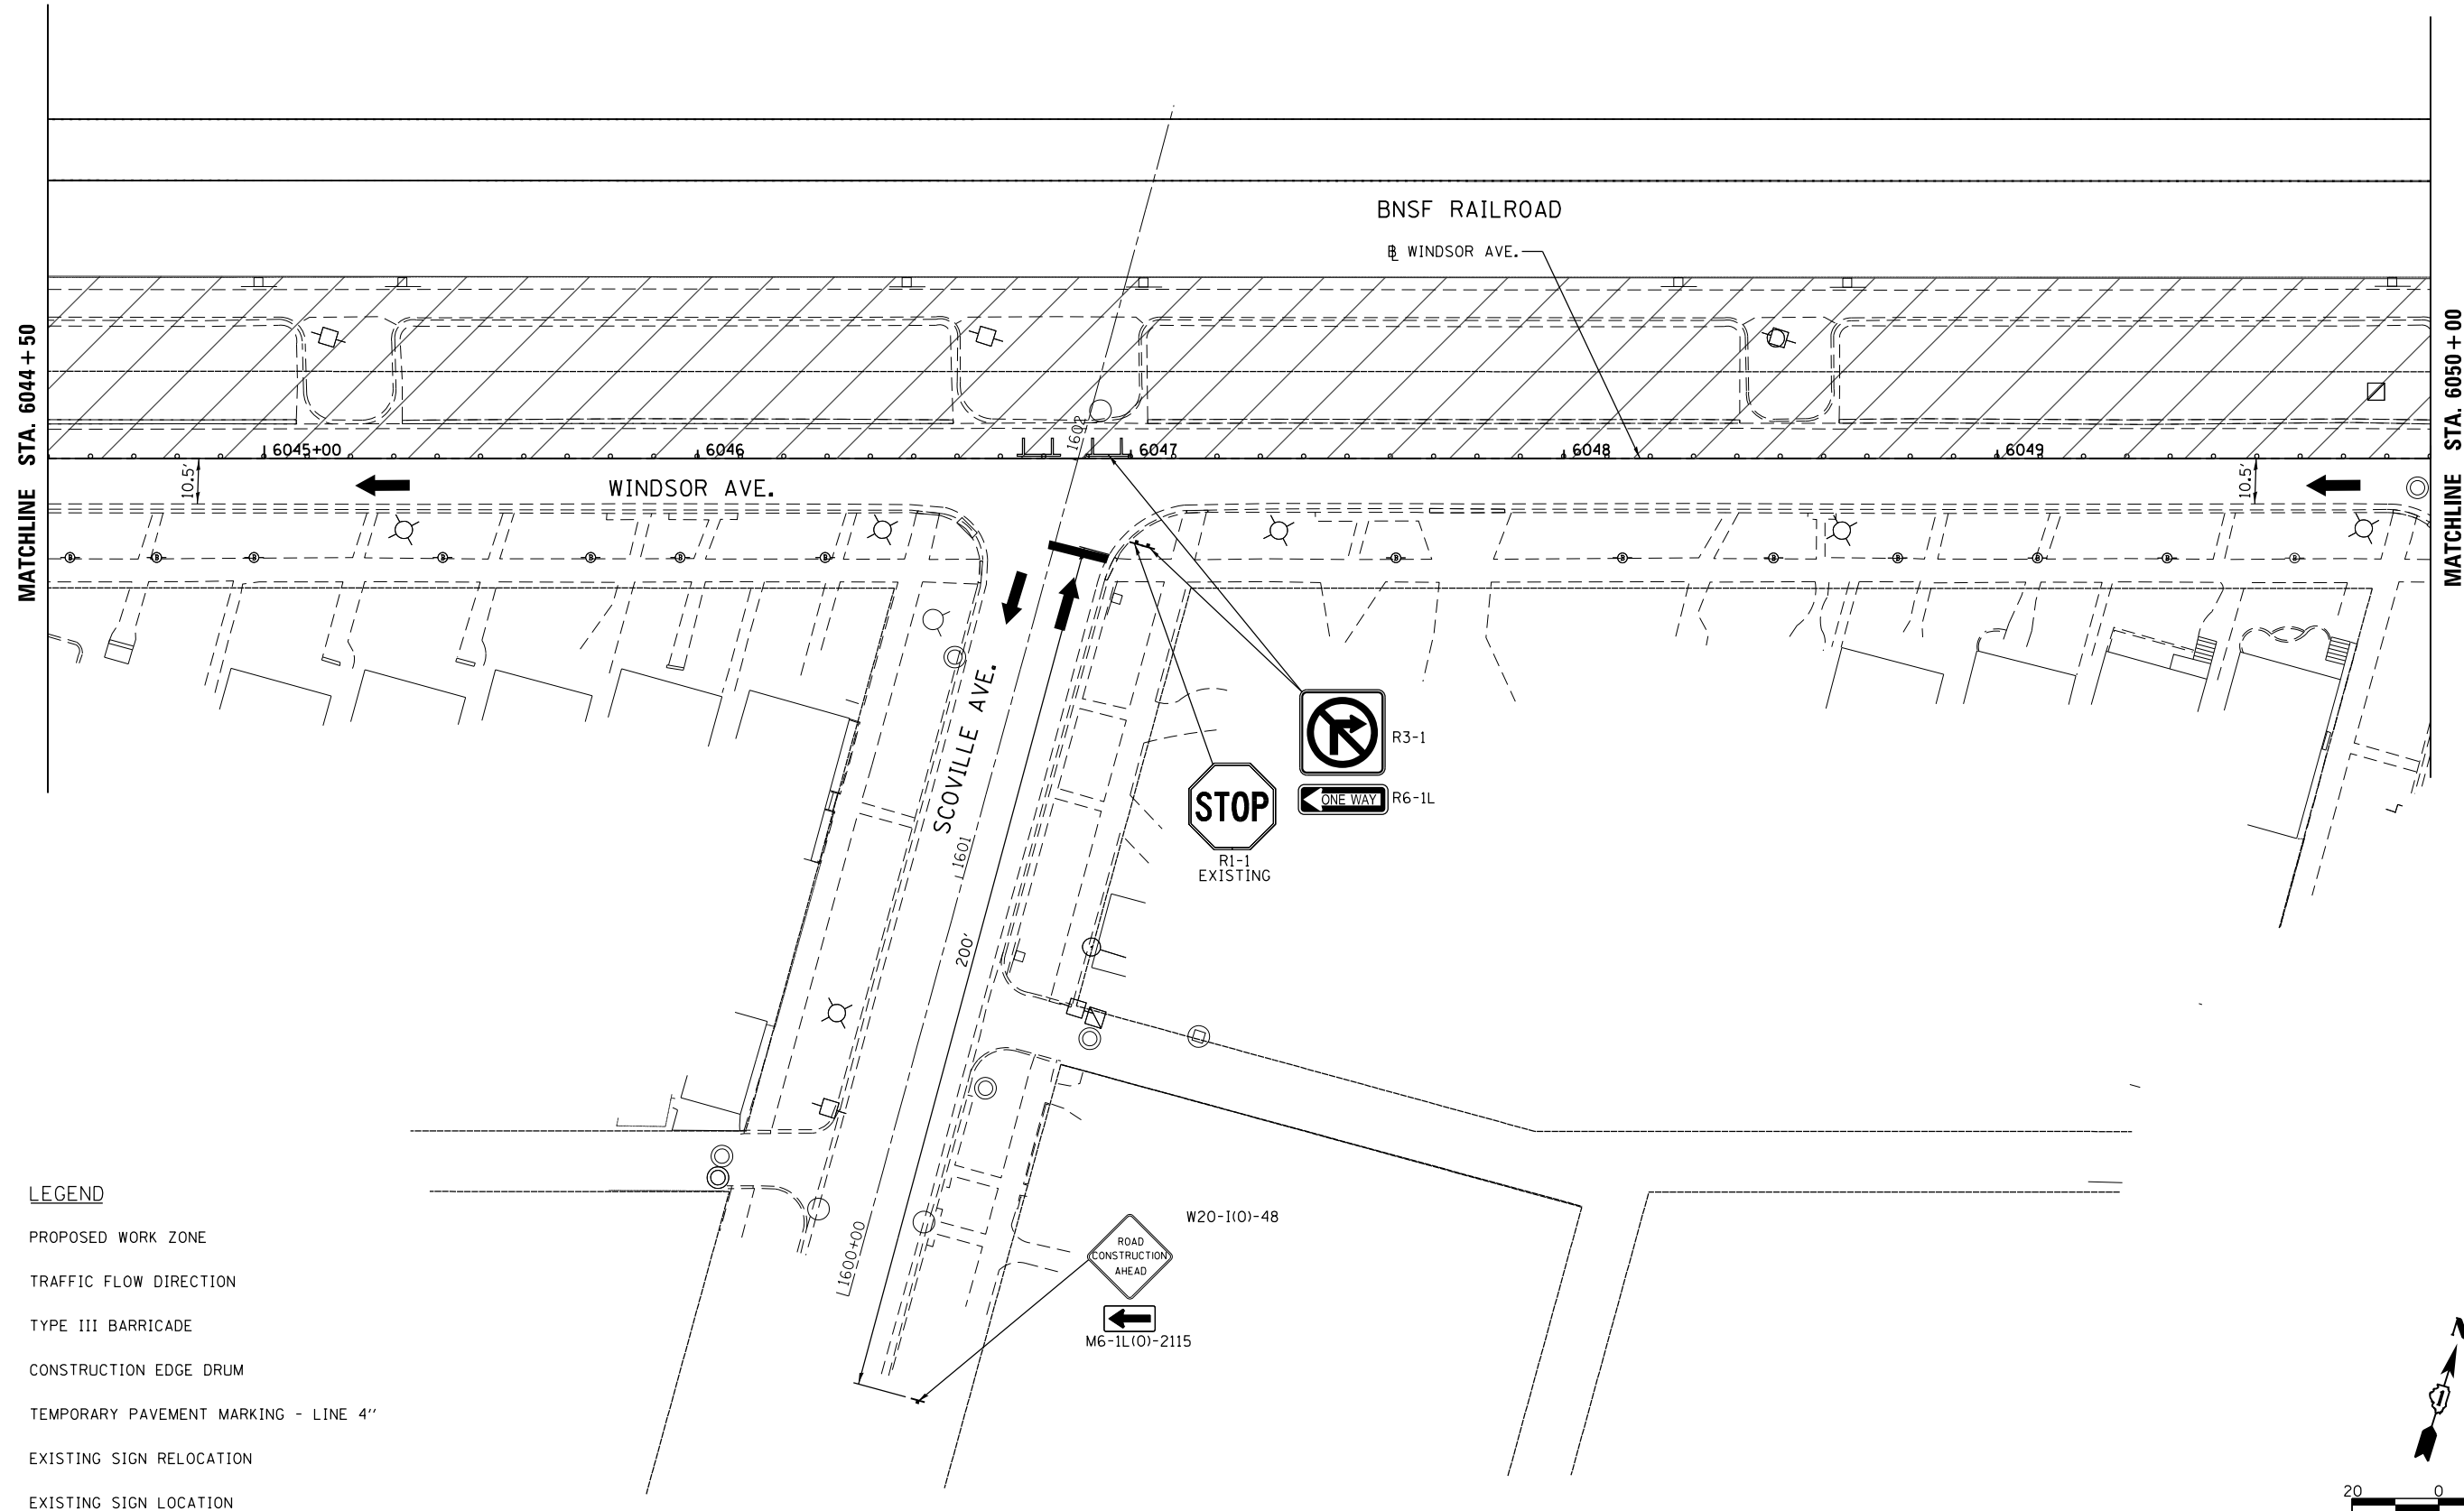 BNSF RAILROAD
WINDSOR AVE.
MATCHLINE STA. 6044+50
MATCHLINE STA. 6050+00
6045+00
6046
1602
6047
6048
6049
10.5'
WINDSOR AVE.
10.5'
SCOVILLE AVE.
R3-1
ONE WAY
R6-1L
STOP
R1-1
EXISTING
1601
200'
1600+00
W20-I(O)-48
ROAD
CONSTRUCTION
AHEAD
M6-1L(O)-2115
LEGEND
PROPOSED WORK ZONE
TRAFFIC FLOW DIRECTION
TYPE III BARRICADE
CONSTRUCTION EDGE DRUM
TEMPORARY PAVEMENT MARKING - LINE 4''
EXISTING SIGN RELOCATION
EXISTING SIGN LOCATION
20 0